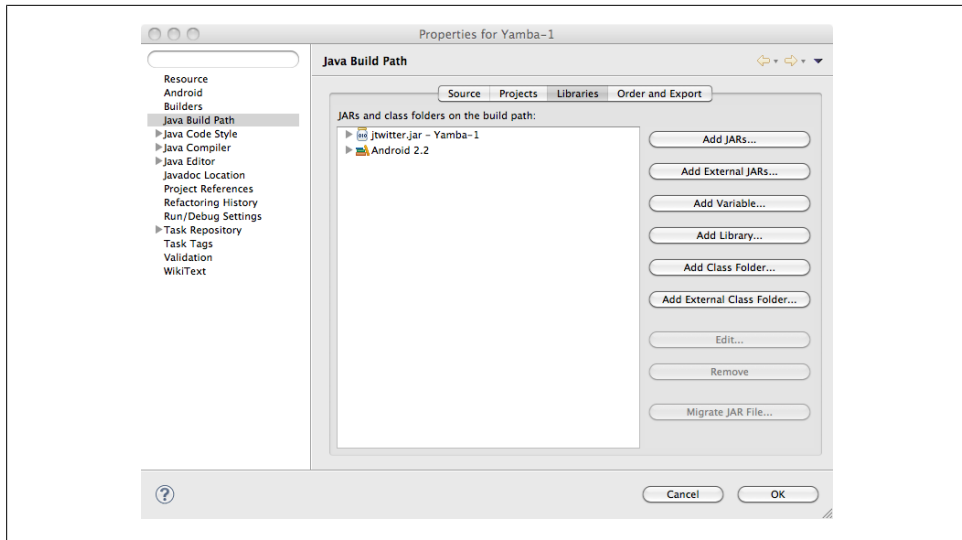 Properties for Yamba-1
Java Build Path
Resource
Android
Builders
Java Build Path
Java Code Style
Java Compiler
Java Editor
Javadoc Location
Project References
Refactoring History
Run/Debug Settings
Task Repository
Task Tags
Validation
WikiText
Source Projects Libraries Order and Export
JARs and class folders on the build path:
jtwitter.jar - Yamba-1
Android 2.2
Add JARs...
Add External JARs...
Add Variable...
Add Library...
Add Class Folder...
Add External Class Folder...
Edit...
Remove
Migrate JAR File...
?
Cancel OK